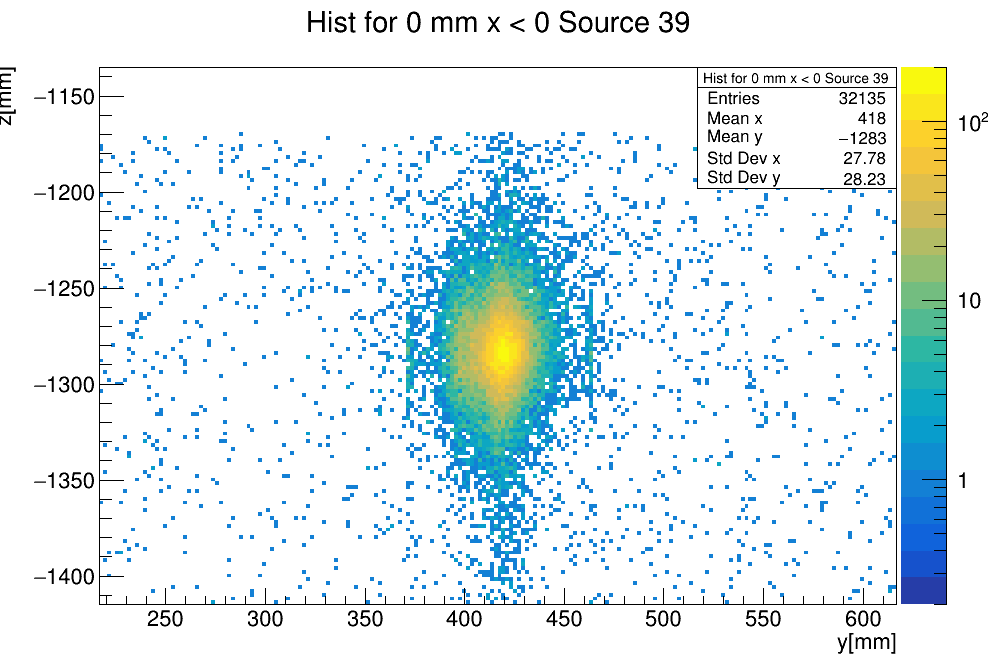 Hist for 0 mm x < 0 Source 39
z[mm]
−1150
−1200
−1250
−1300
−1350
−1400
250 300 350 400 450 500 550 600
y[mm]
Hist for 0 mm x < 0 Source 39
Entries 32135
Mean x 418
Mean y −1283
Std Dev x 27.78
Std Dev y 28.23
10²
10
1